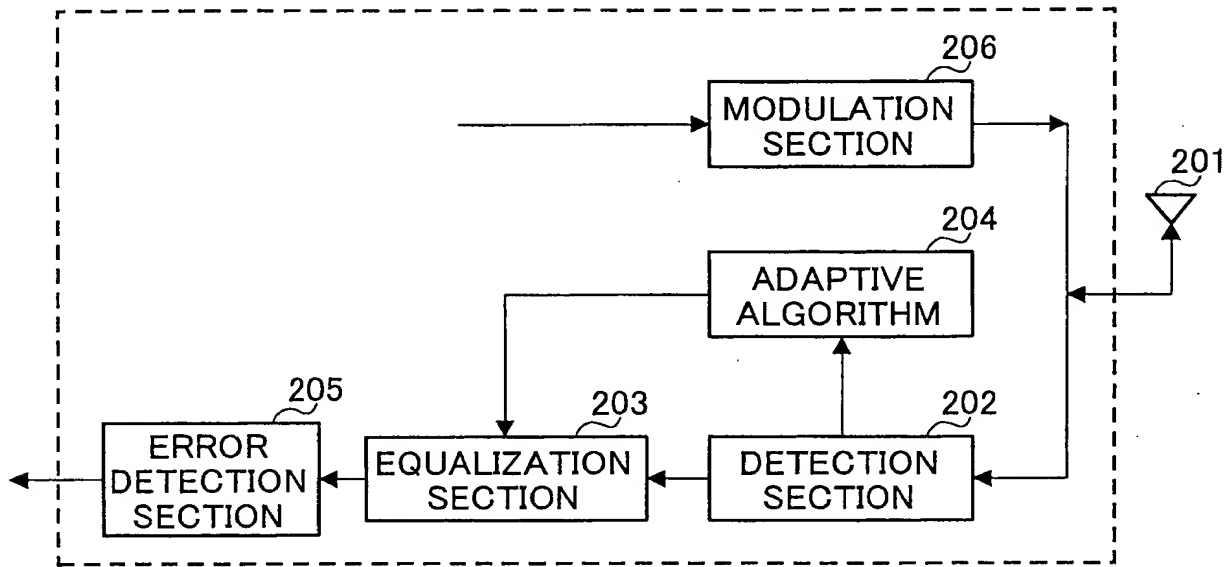 206
MODULATION
SECTION
201
204
ADAPTIVE
ALGORITHM
205
ERROR
DETECTION
SECTION
203
EQUALIZATION
SECTION
202
DETECTION
SECTION